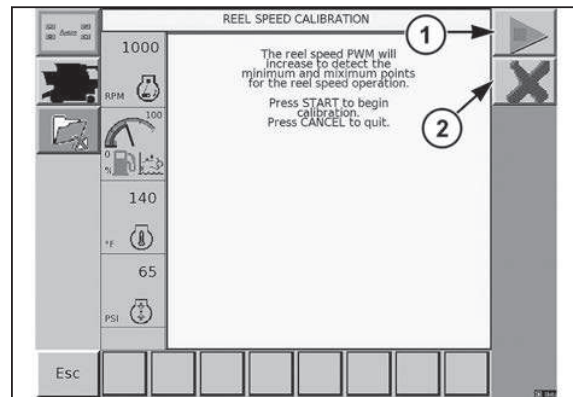 REEL SPEED CALIBRATION
1
1000
RPM
The reel speed PWM will
increase to detect the
minimum and miximum points
for the reel speed operation.
Press START to begin
calibration.
Press CANCEL to quit.
2
100
0
%
140
°F
65
PSI
Esc